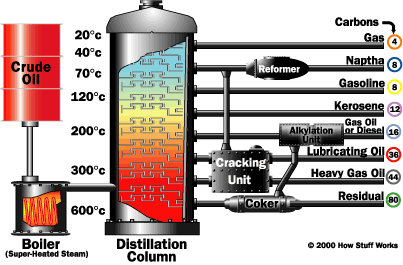 Carbons
20°c
Gas 4
40°c
Naptha 8
Crude
Oil
70°c
Reformer
Gasoline 8
120°c
Kerosene 12
Gas Oil
or Diesel 16
200°c
Alkylation
Unit
Lubricating Oil 36
300°c
Cracking
Unit
Heavy Gas Oil 44
600°c
Coker
Residual 80
Boiler
(Super-Heated Steam)
Distillation
Column
© 2000 How Stuff Works